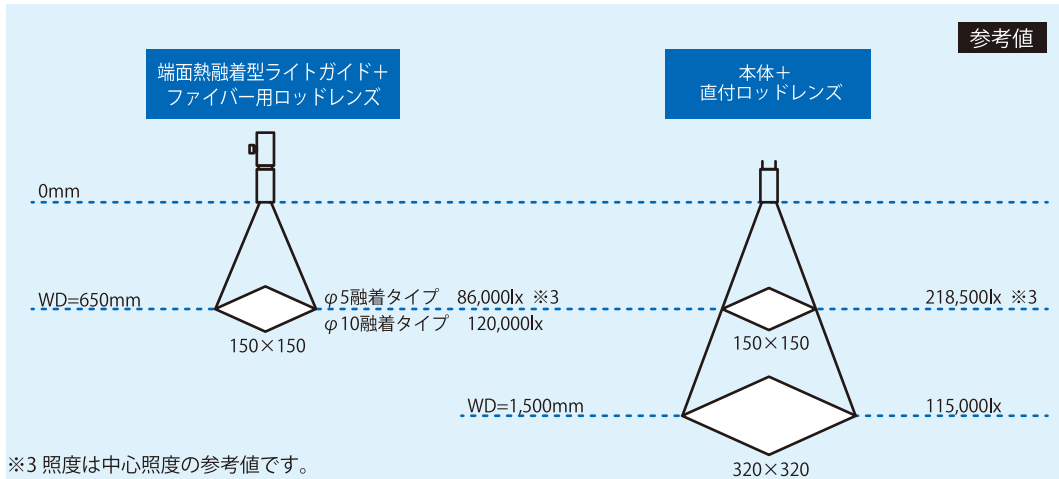 参考値
端面熱融着型ライトガイド+
ファイバー用ロッドレンズ
本体+
直付ロッドレンズ
0mm
WD=650mm
φ5融着タイプ 86,000lx ※3
φ10融着タイプ 120,000lx
150×150
218,500lx ※3
150×150
WD=1,500mm
115,000lx
320×320
※3 照度は中心照度の参考値です。